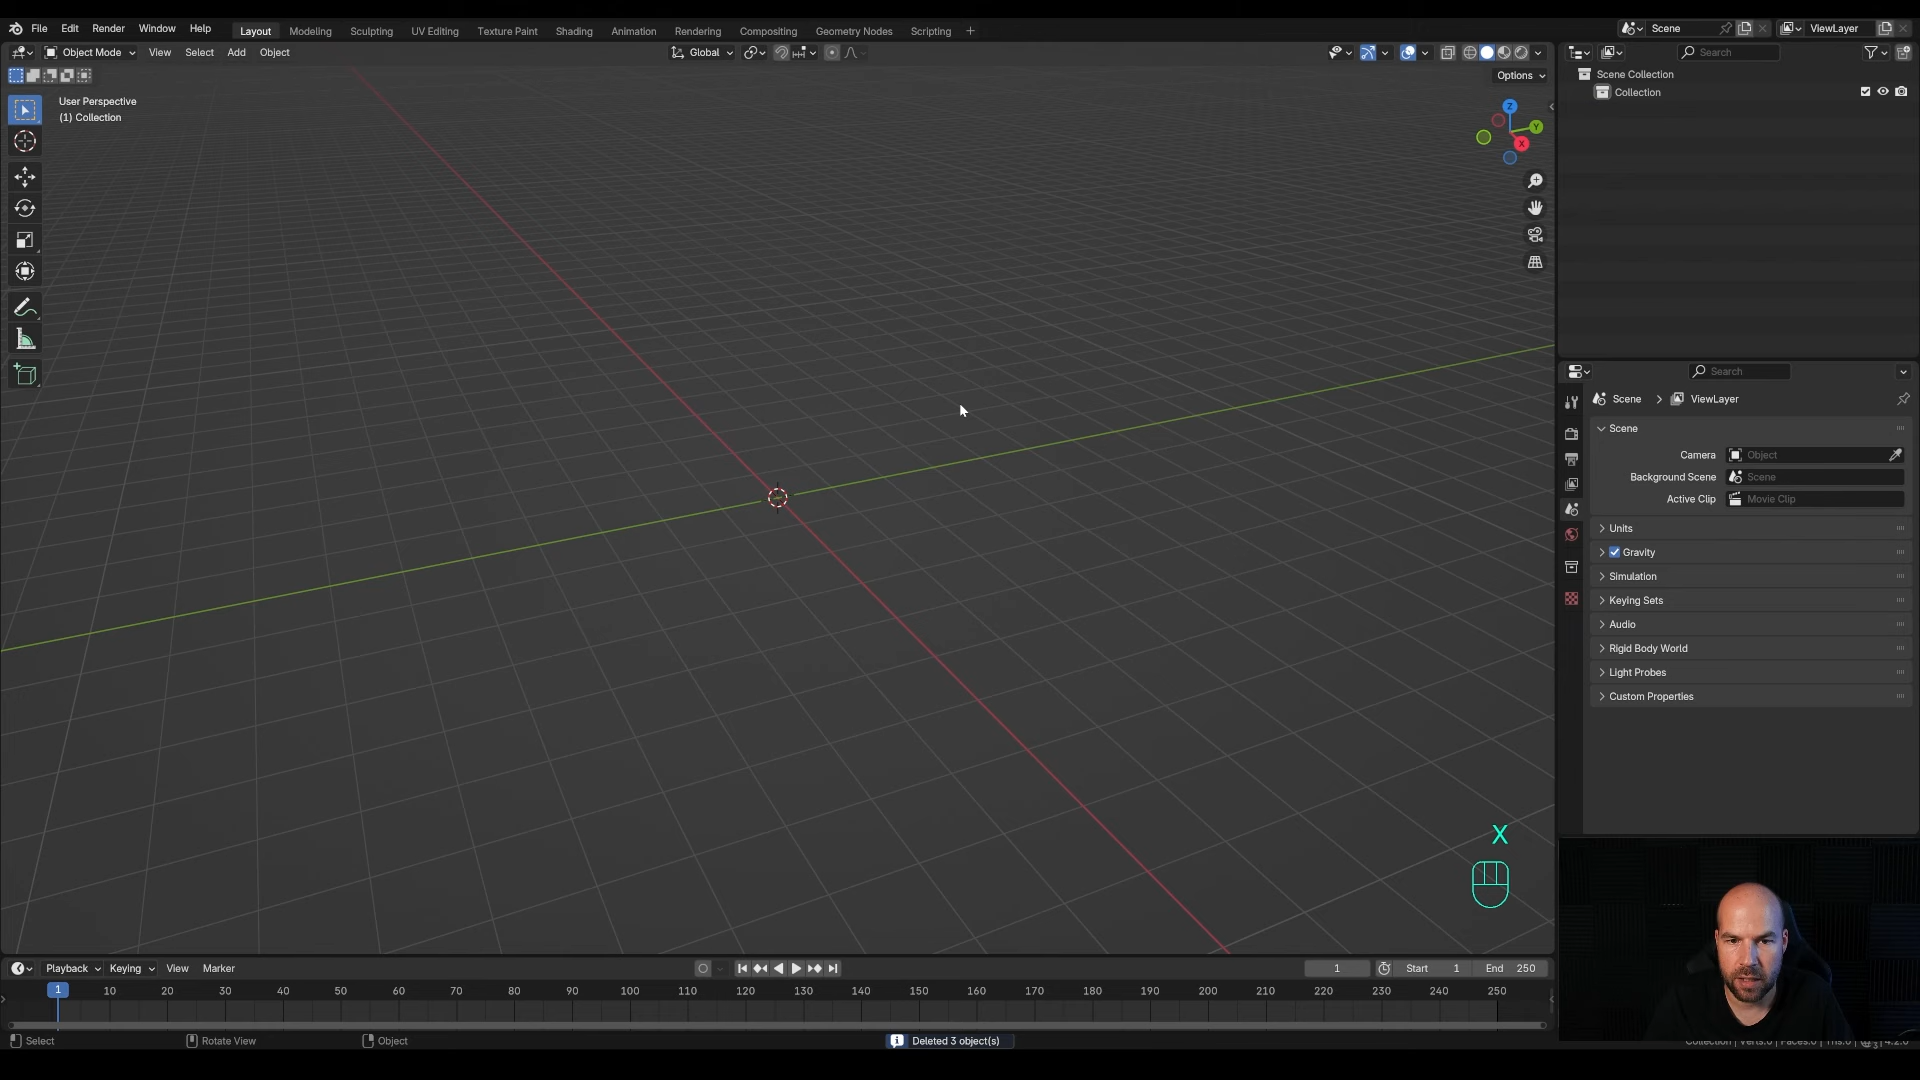 File Edit Render Window Help Layout Modeling Sculpting UV Editing Texture Paint Shading Animation Rendering Compositing Geometry Nodes Scripting + Scene ViewLayer
Object Mode View Select Add Object Global Search
Options
User Perspective
(1) Collection
Z
Y
X
Scene Collection
Collection
Search
Scene > ViewLayer
Scene
Camera Object
Background Scene Scene
Active Clip Movie Clip
Units
Gravity
Simulation
Keying Sets
Audio
Rigid Body World
Light Probes
Custom Properties
X
Playback Keying View Marker 1 Start 1 End 250
1 10 20 30 40 50 60 70 80 90 100 110 120 130 140 150 160 170 180 190 200 210 220 230 240 250
Select Rotate View Object Deleted 3 object(s)